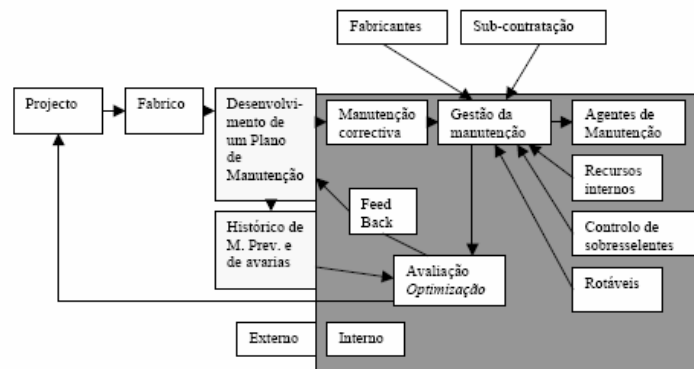 Fabricantes
Sub-contratação
Projecto
Fabrico
Desenvolvi-
mento de
um Plano
de
Manutenção
Manutenção
correctiva
Gestão da
manutenção
Agentes de
Manutenção
Recursos
internos
Feed
Back
Histórico de
M. Prev. e
de avarias
Controlo de
sobresselentes
Avaliação
Optimização
Rotáveis
Externo
Interno